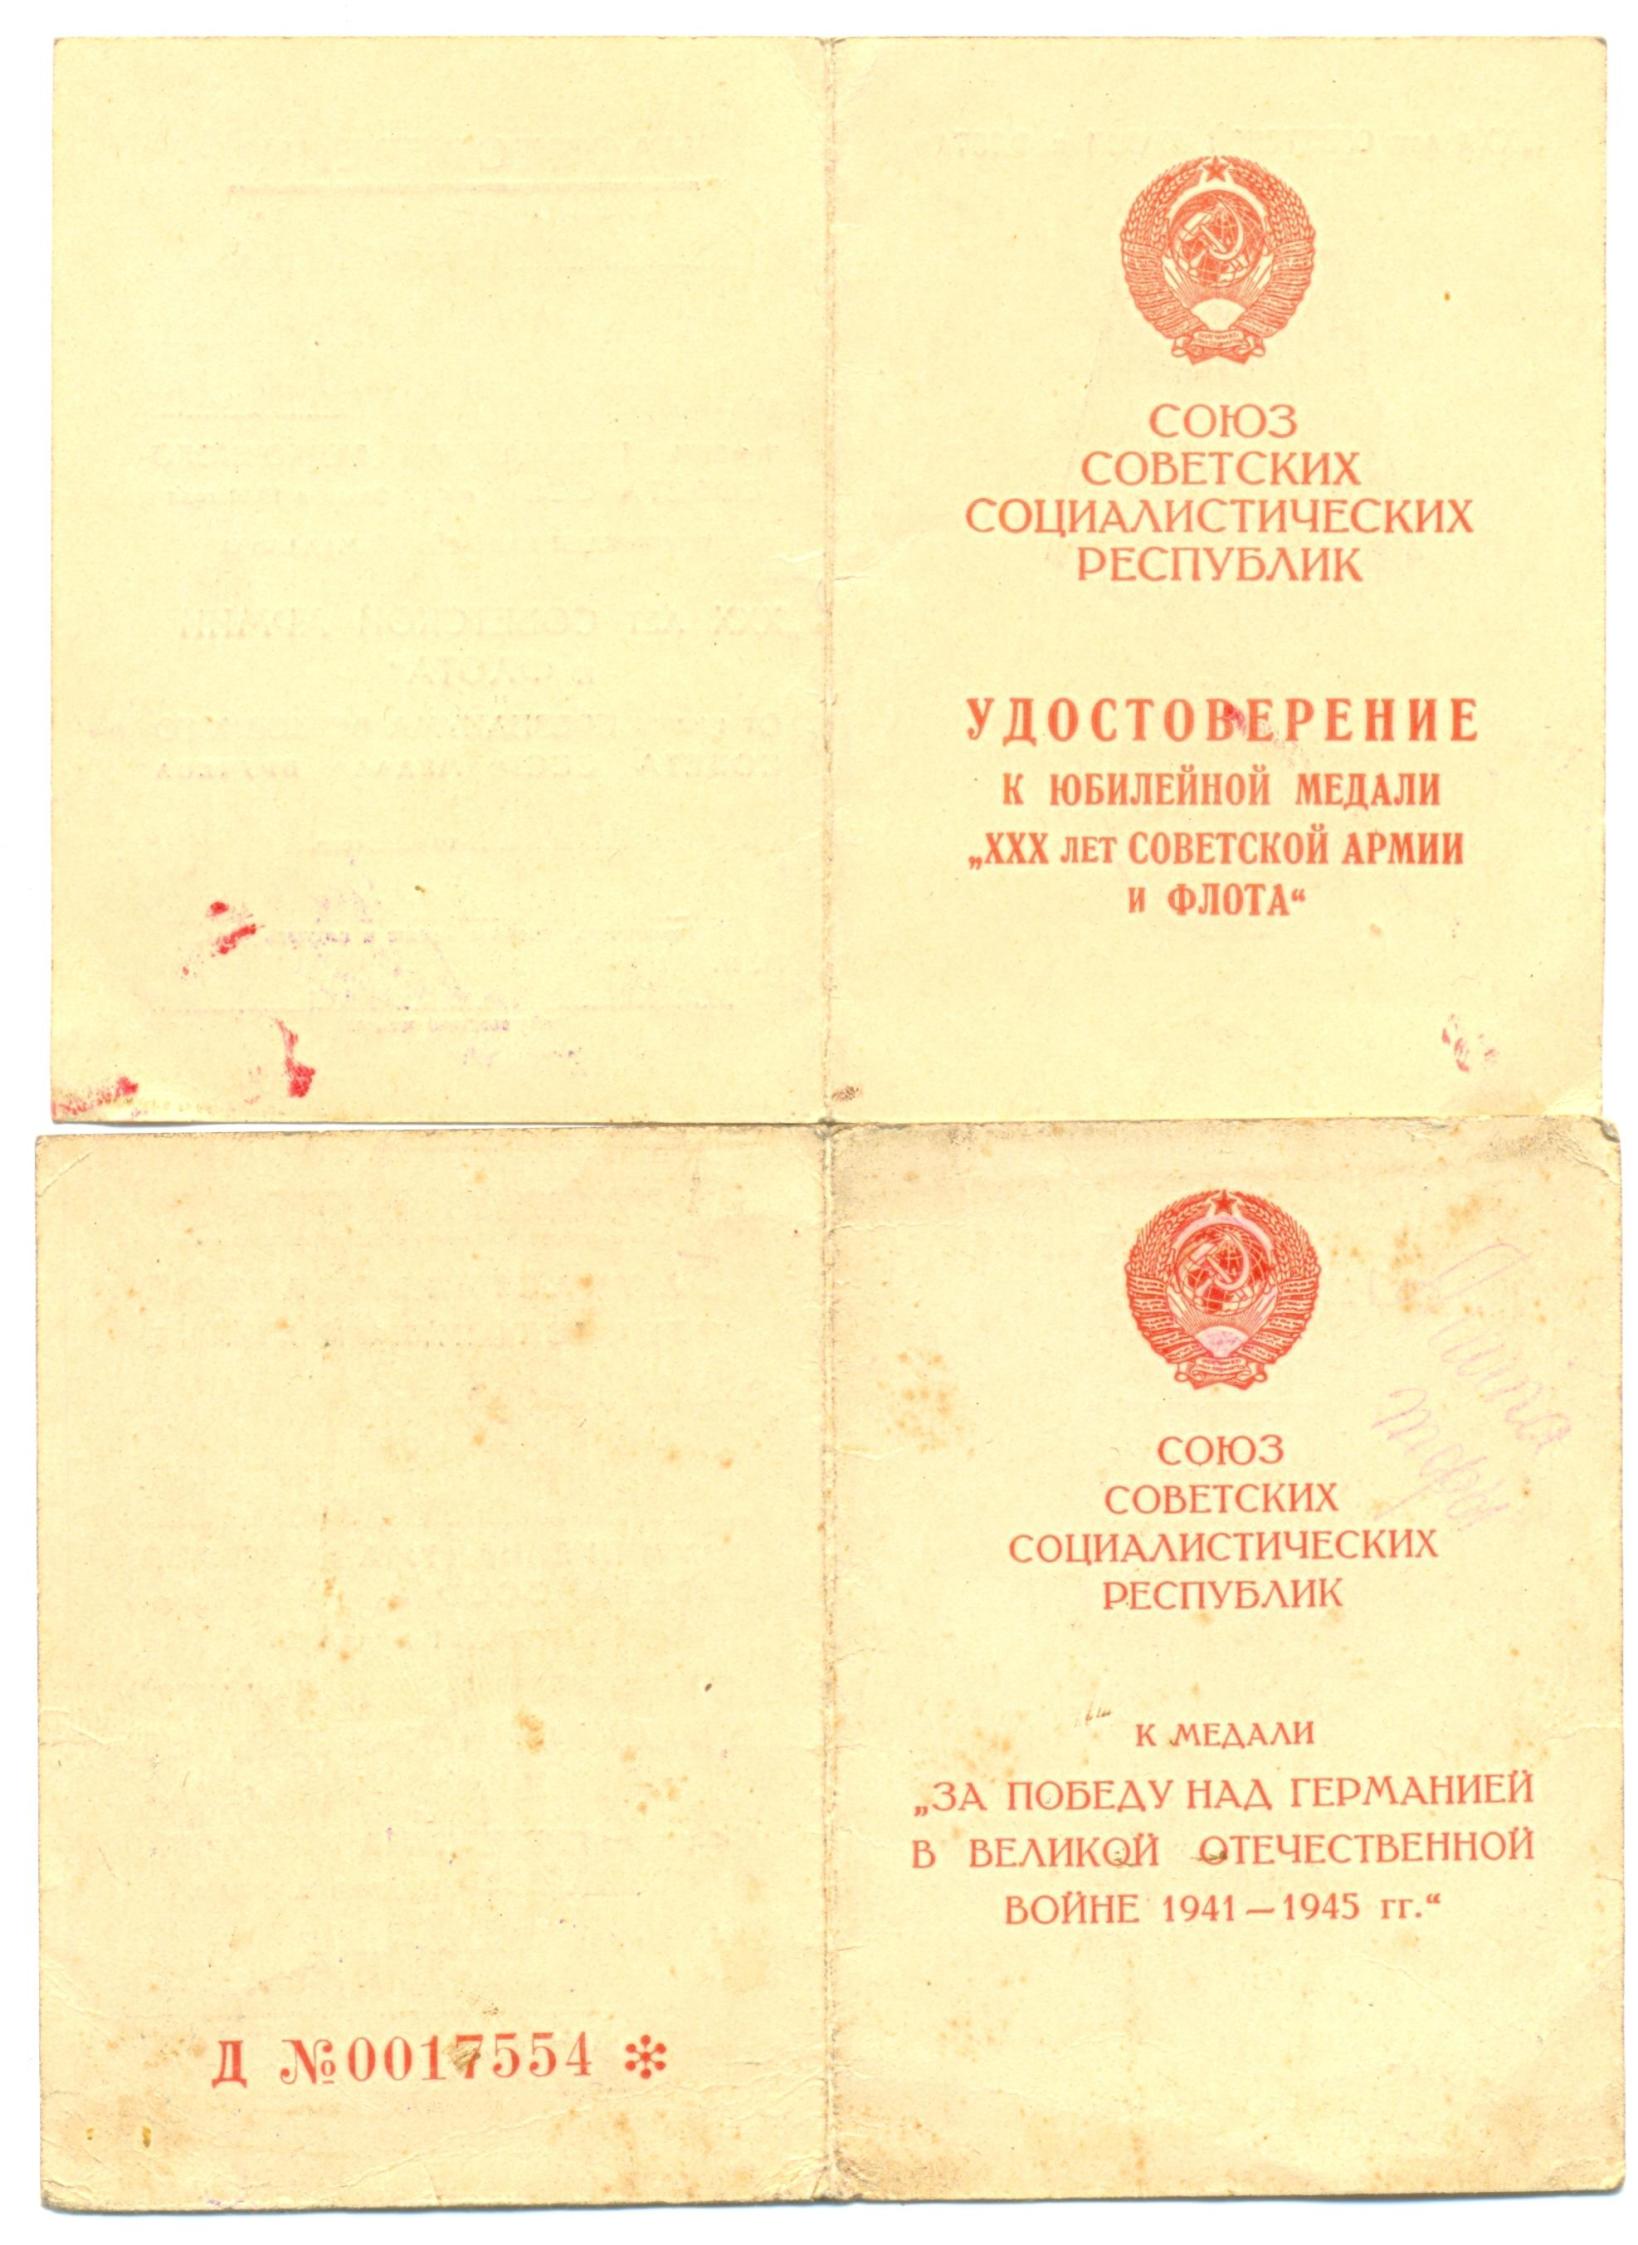 СОЮЗ
СОВЕТСКИХ
СОЦИАЛИСТИЧЕСКИХ
РЕСПУБЛИК
УДОСТОВЕРЕНИЕ
К ЮБИЛЕЙНОЙ МЕДАЛИ
„XXX ЛЕТ СОВЕТСКОЙ АРМИИ
И ФЛОТА“
СОЮЗ
СОВЕТСКИХ
СОЦИАЛИСТИЧЕСКИХ
РЕСПУБЛИК
К МЕДАЛИ
„ЗА ПОБЕДУ НАД ГЕРМАНИЕЙ
В ВЕЛИКОЙ ОТЕЧЕСТВЕННОЙ
ВОЙНЕ 1941—1945 гг.“
Д №0017554 *